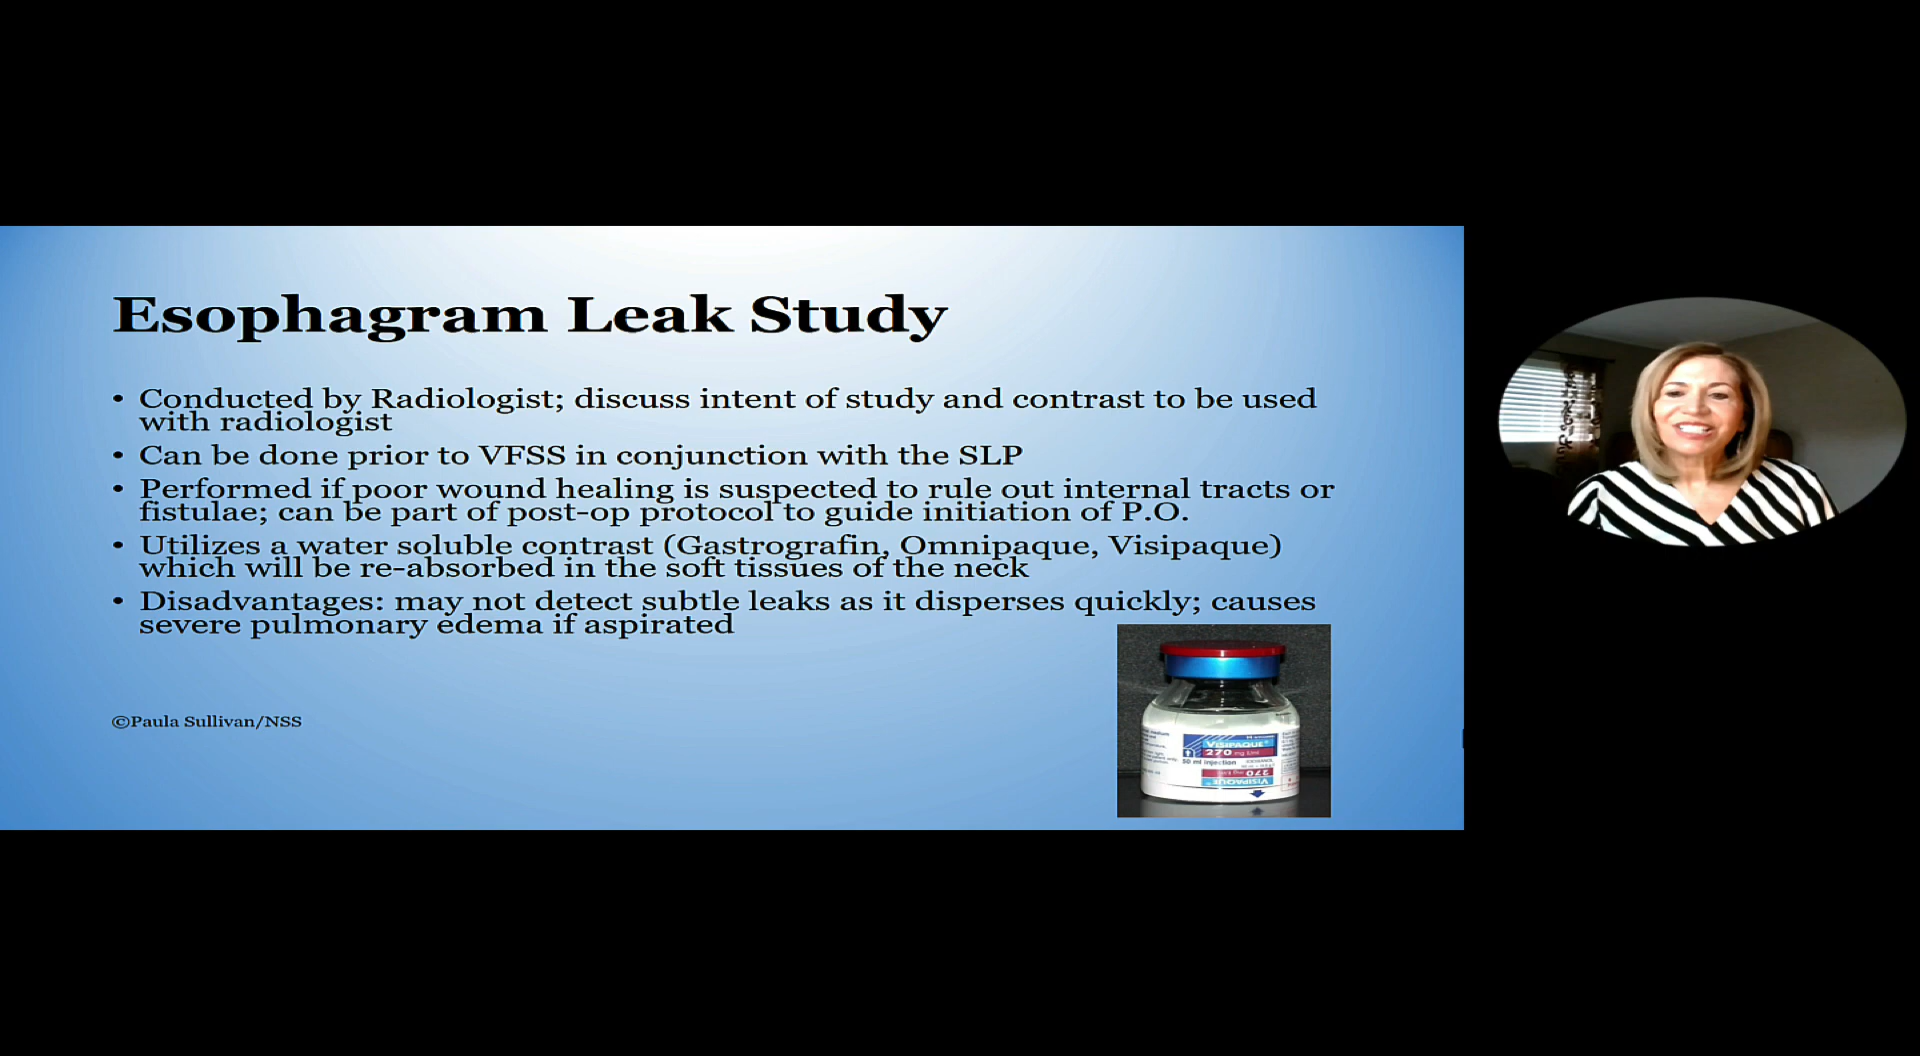 Esophagram Leak Study
• Conducted by Radiologist; discuss intent of study and contrast to be used
with radiologist
• Can be done prior to VFSS in conjunction with the SLP
• Performed if poor wound healing is suspected to rule out internal tracts or
fistulae; can be part of post-op protocol to guide initiation of P.O.
• Utilizes a water soluble contrast (Gastrografin, Omnipaque, Visipaque)
which will be re-absorbed in the soft tissues of the neck
• Disadvantages: may not detect subtle leaks as it disperses quickly; causes
severe pulmonary edema if aspirated
©Paula Sullivan/NSS
VISIPAQUE
270 mg I/ml
50 ml injection
270
VISIPAQUE